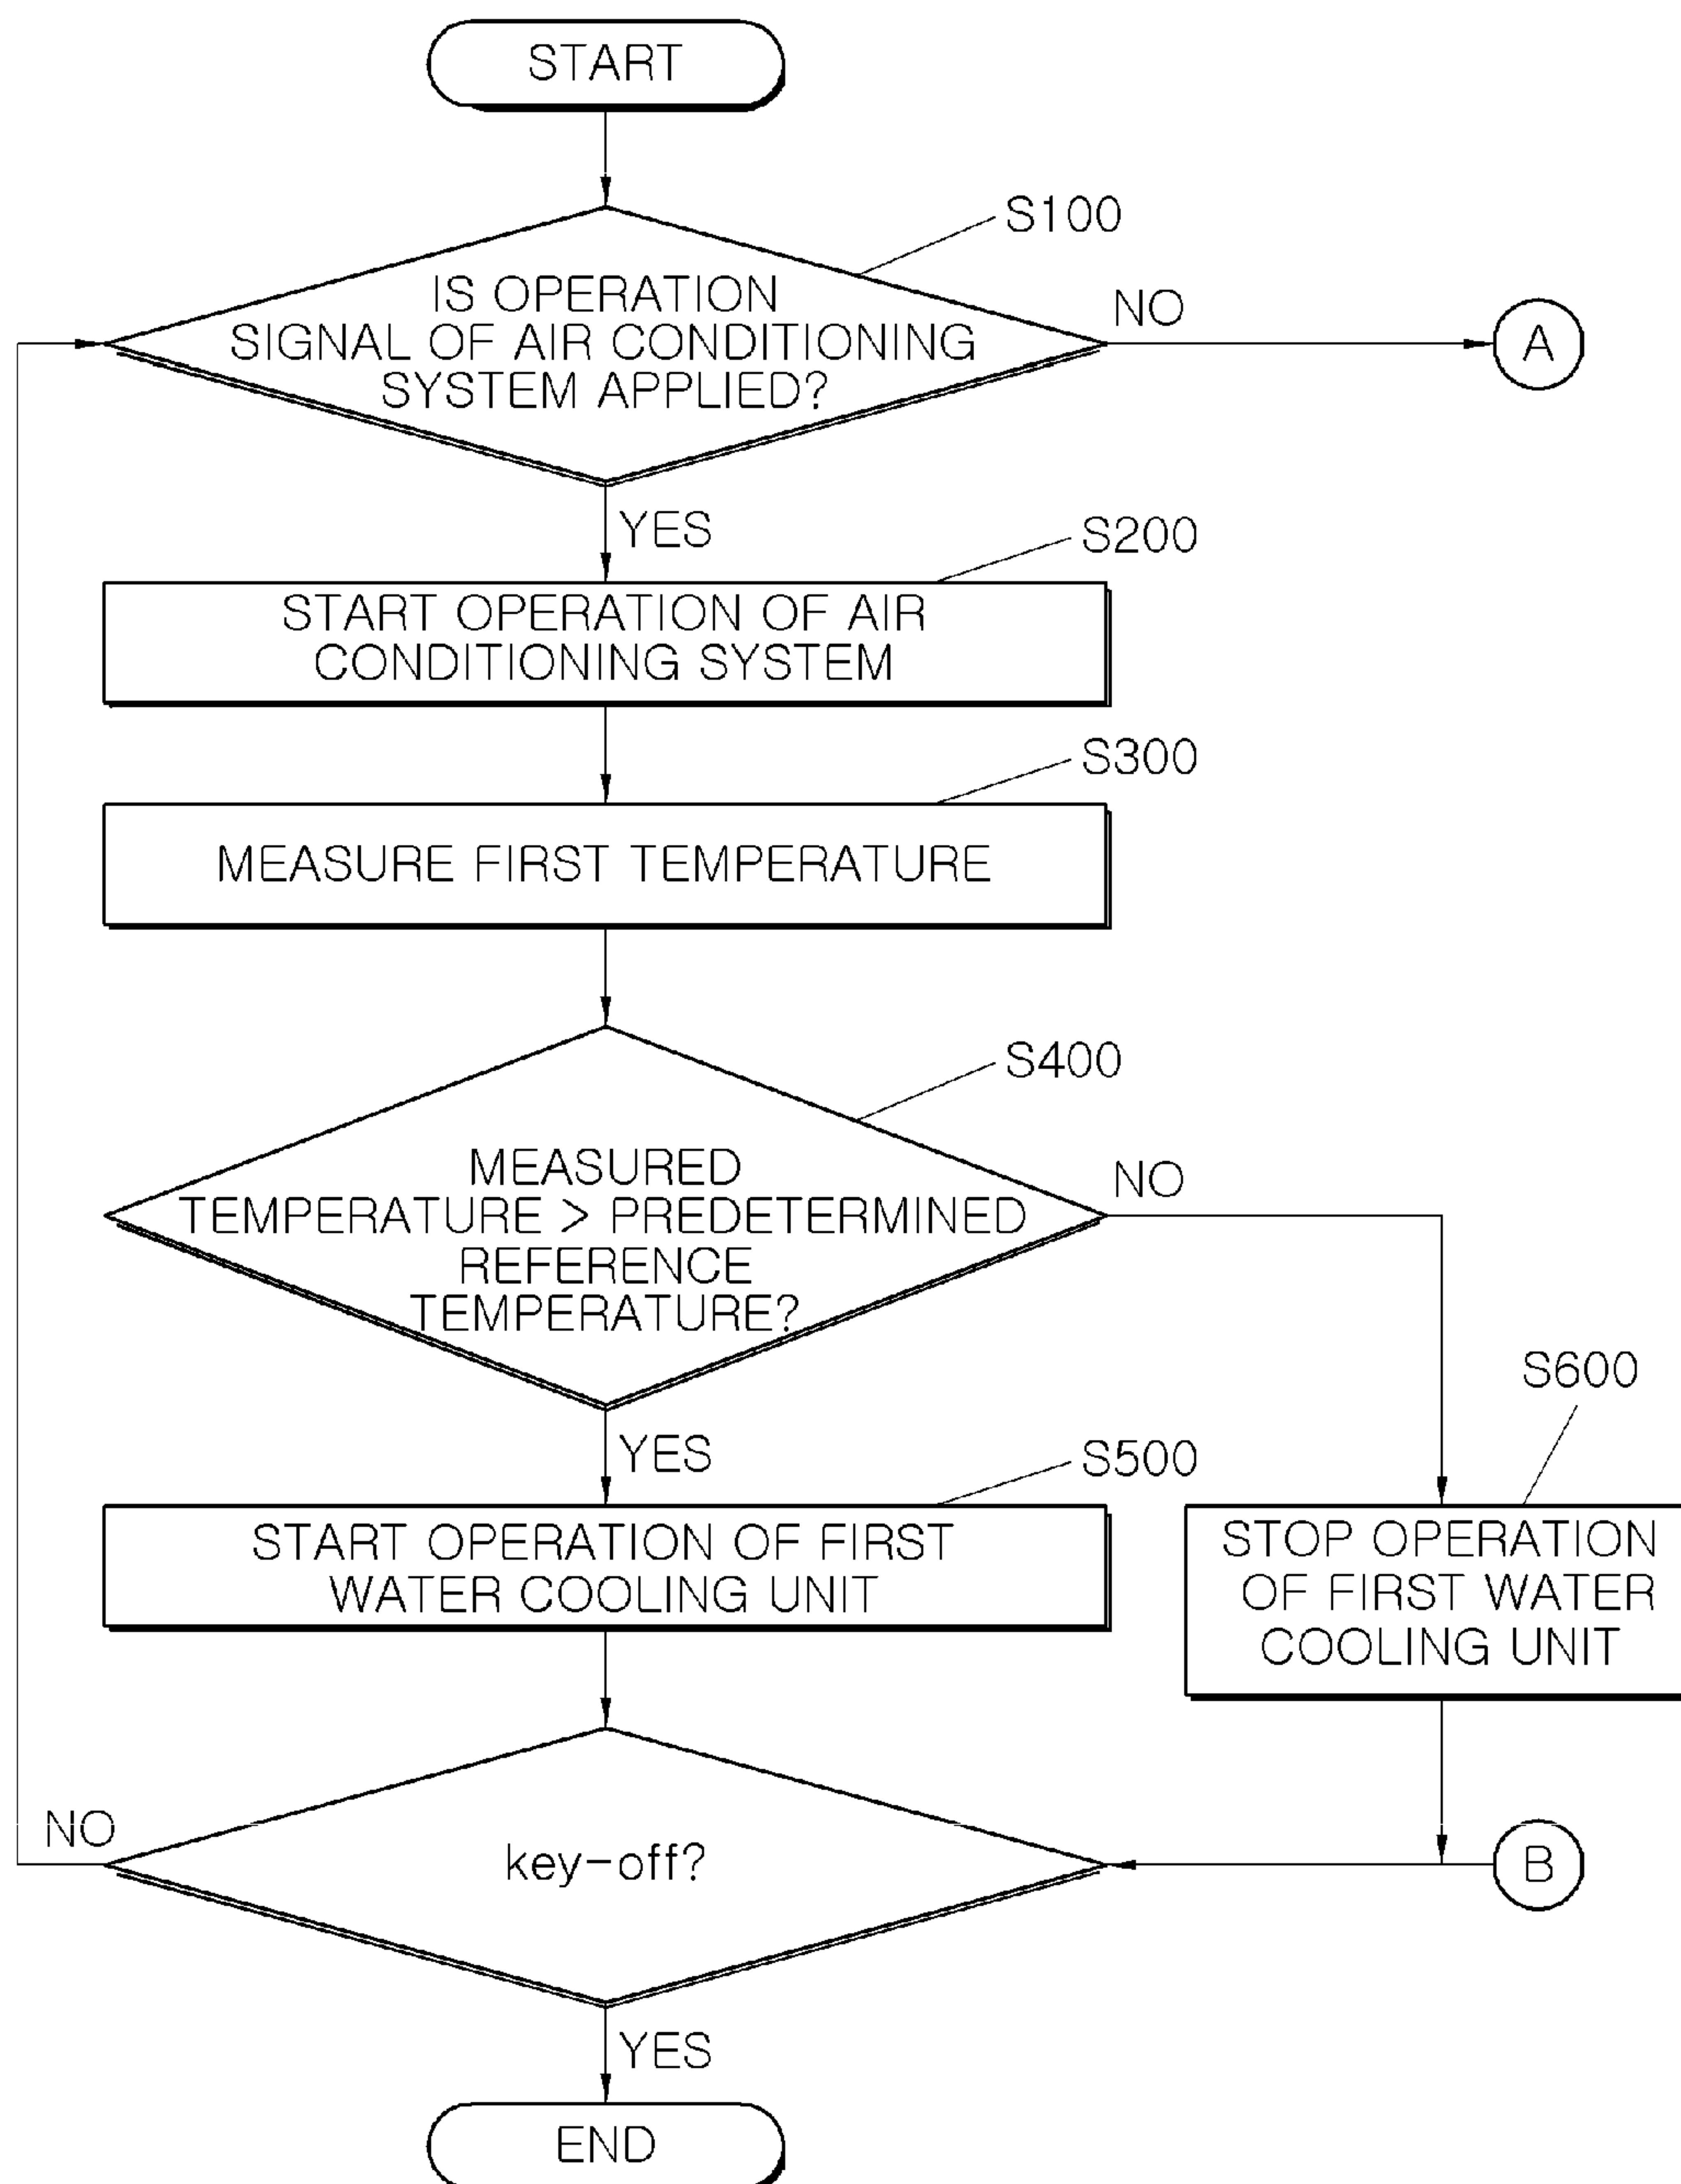 START
S100
IS OPERATION
SIGNAL OF AIR CONDITIONING
SYSTEM APPLIED?
NO
A
YES
S200
START OPERATION OF AIR
CONDITIONING SYSTEM
S300
MEASURE FIRST TEMPERATURE
S400
MEASURED
TEMPERATURE > PREDETERMINED
REFERENCE
TEMPERATURE?
NO
YES
S500
START OPERATION OF FIRST
WATER COOLING UNIT
S600
STOP OPERATION
OF FIRST WATER
COOLING UNIT
NO
key-off?
B
YES
END